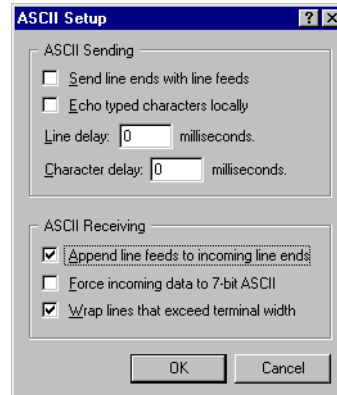 ASCII Setup
ASCII Sending
Send line ends with line feeds
Echo typed characters locally
Line delay: 0 milliseconds.
Character delay: 0 milliseconds.
ASCII Receiving
Append line feeds to incoming line ends
Force incoming data to 7-bit ASCII
Wrap lines that exceed terminal width
OK Cancel